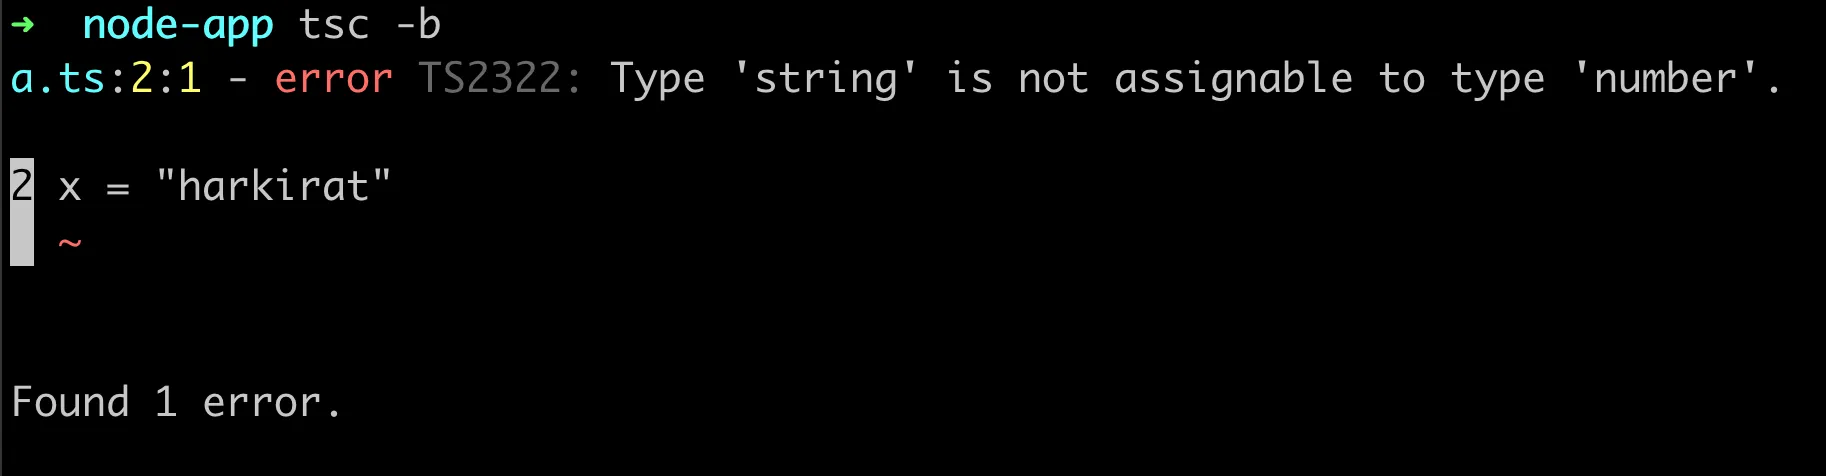 ➜  node-app tsc -b
a.ts:2:1 - error TS2322: Type 'string' is not assignable to type 'number'.
2 x = "harkirat"
  ~
Found 1 error.